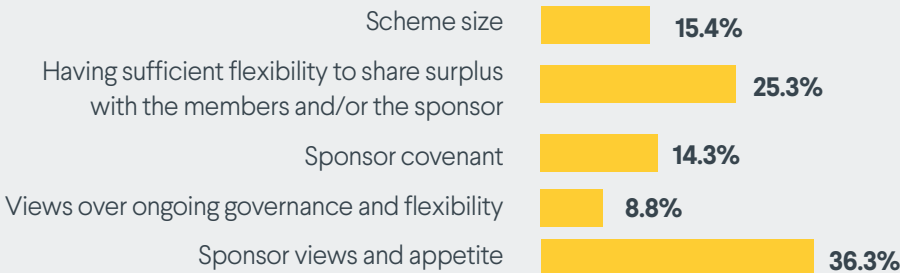 Scheme size 15.4%
Having sufficient flexibility to share surplus
with the members and/or the sponsor 25.3%
Sponsor covenant 14.3%
Views over ongoing governance and flexibility 8.8%
Sponsor views and appetite 36.3%